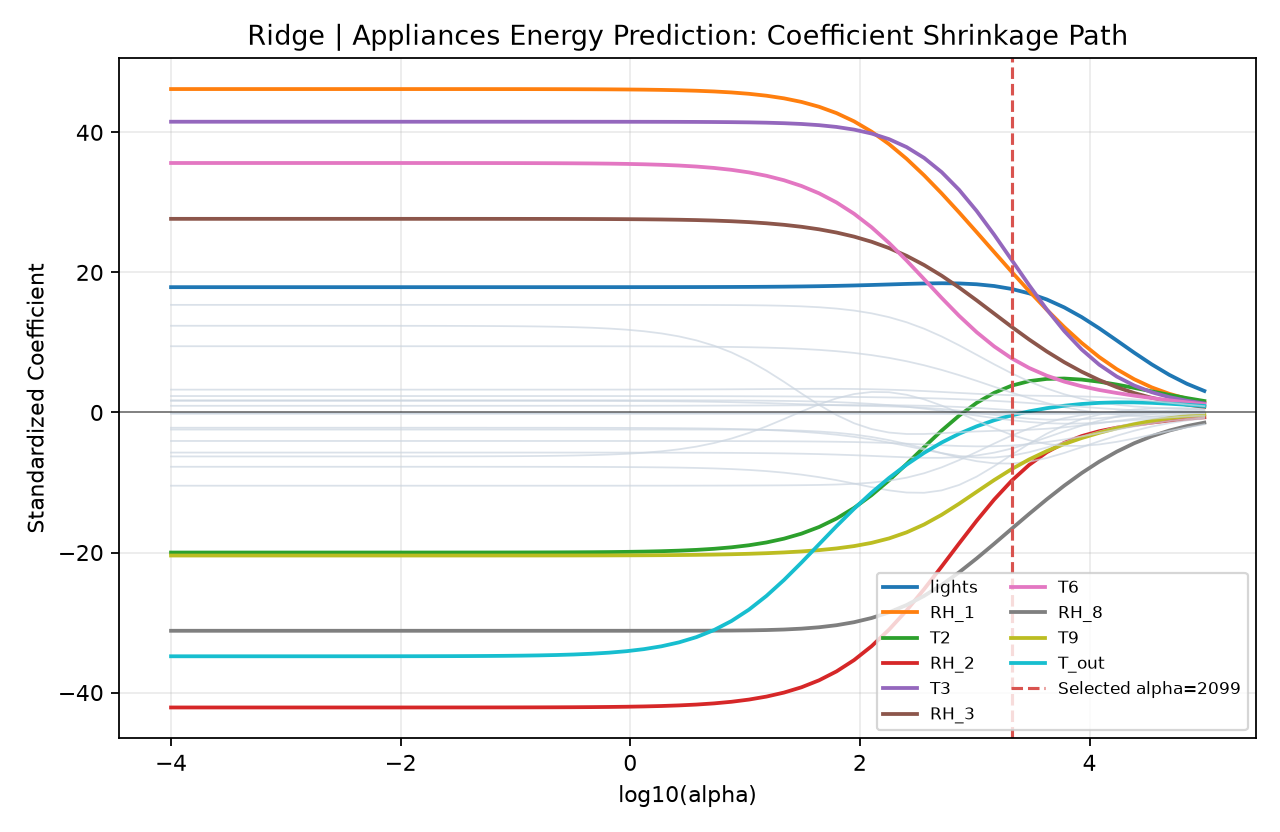 Ridge | Appliances Energy Prediction: Coefficient Shrinkage Path
Standardized Coefficient
40
20
0
−20
−40
−4
−2
0
2
4
log10(alpha)
lights
RH_1
T2
RH_2
T3
RH_3
T6
RH_8
T9
T_out
Selected alpha=2099